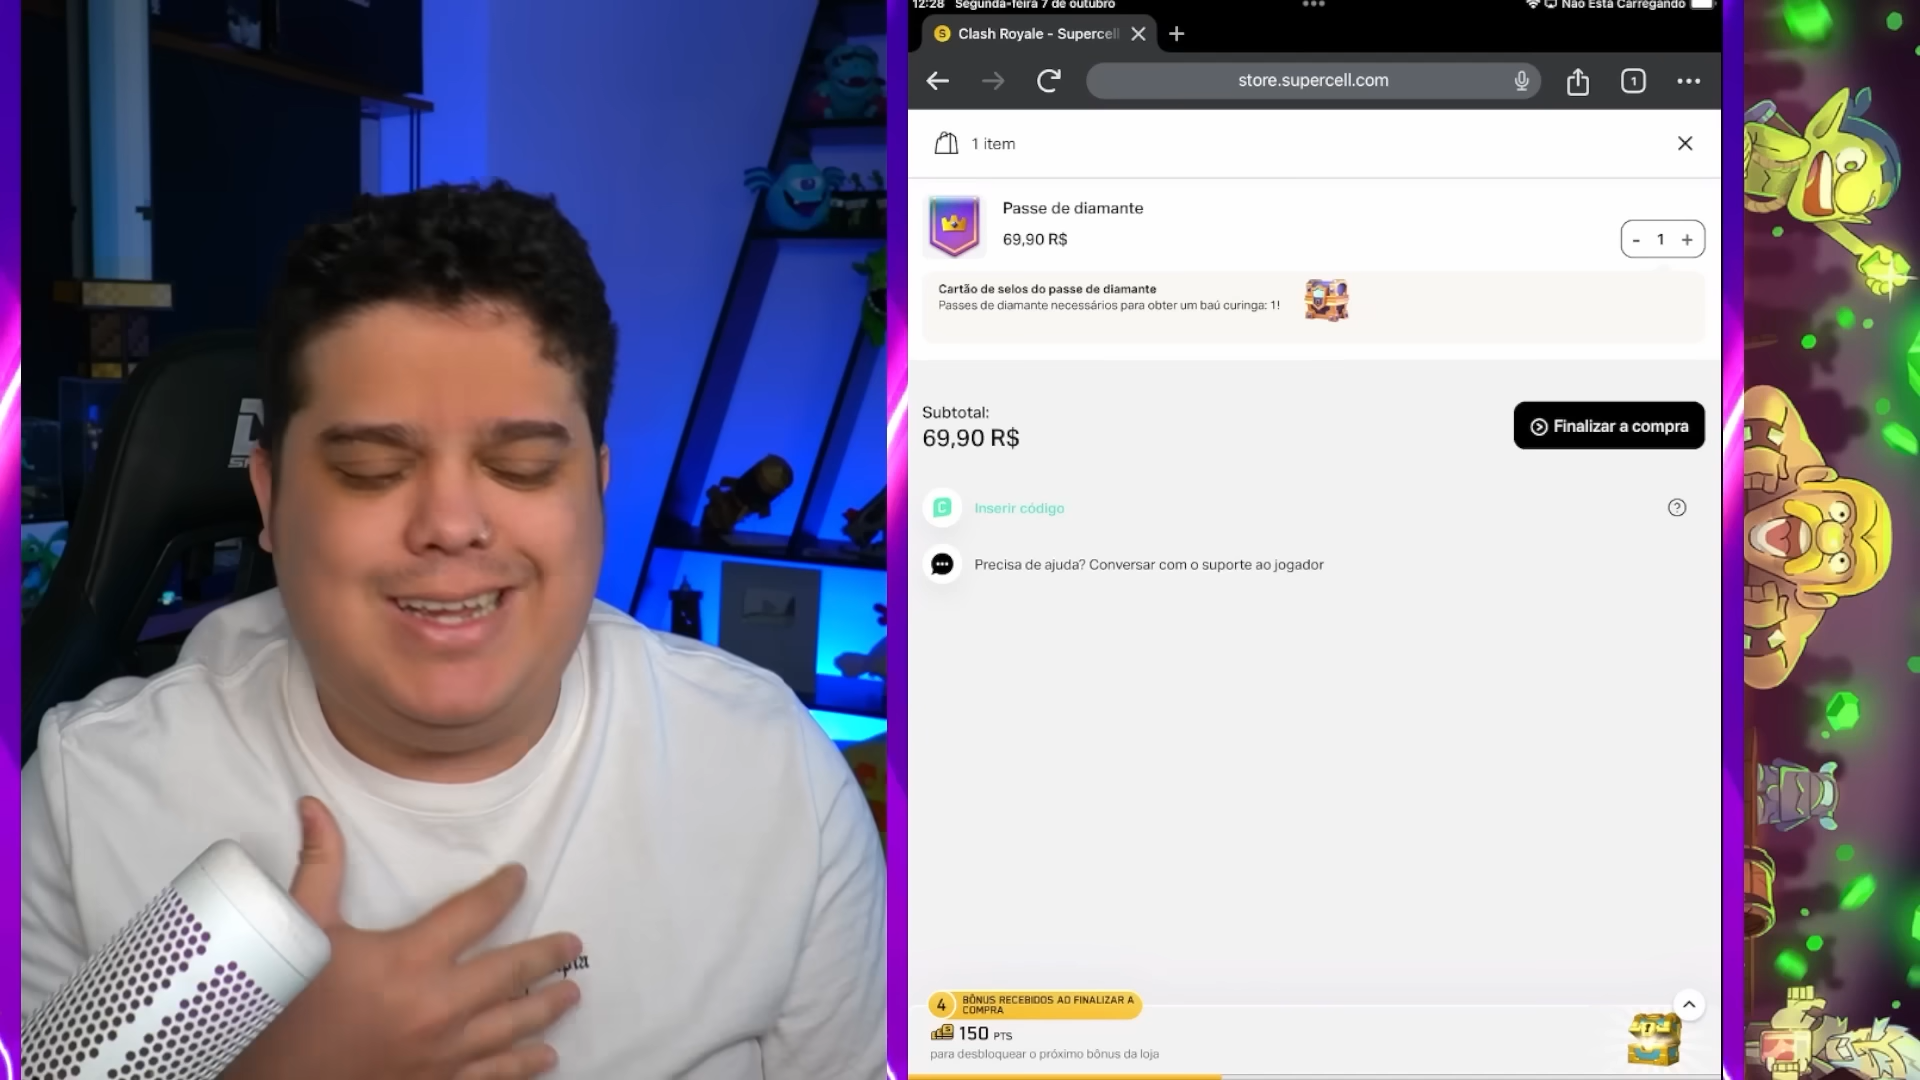 12:28 Segunda-feira 7 de outubro
Não Está Carregando
Clash Royale - Supercell
store.supercell.com
1
1 item
Passe de diamante
69,90 R$
- 1 +
Cartão de selos do passe de diamante
Passes de diamante necessários para obter um baú curinga: 1!
Subtotal:
69,90 R$
Finalizar a compra
Inserir código
Precisa de ajuda? Conversar com o suporte ao jogador
4 BÔNUS RECEBIDOS AO FINALIZAR A
COMPRA
150 PTS
para desbloquear o próximo bônus da loja